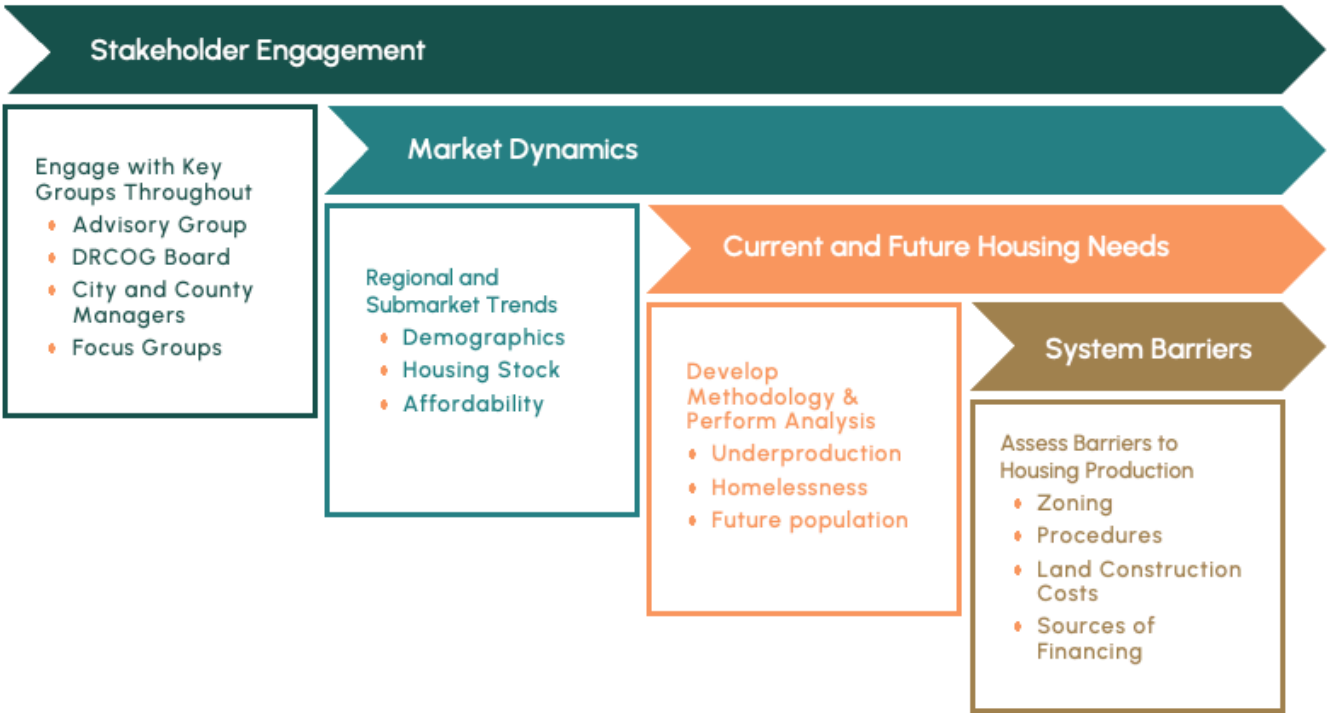 Stakeholder Engagement
Engage with Key
Groups Throughout
Advisory Group
DRCOG Board
City and County
Managers
Focus Groups
Market Dynamics
Regional and
Submarket Trends
Demographics
Housing Stock
Affordability
Current and Future Housing Needs
Develop
Methodology &
Perform Analysis
Underproduction
Homelessness
Future population
System Barriers
Assess Barriers to
Housing Production
Zoning
Procedures
Land Construction
Costs
Sources of
Financing